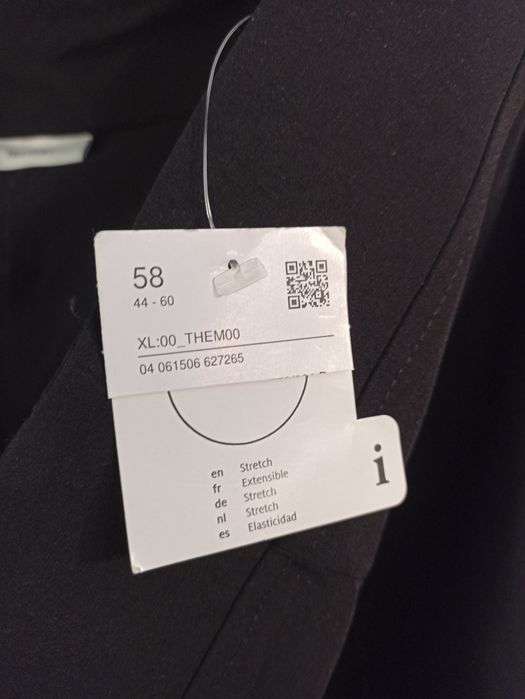 58
44 - 60
XL:00_THEM00
04 061506 627265
en Stretch
fr Extensible
de Stretch
nl Stretch
es Elasticidad
i